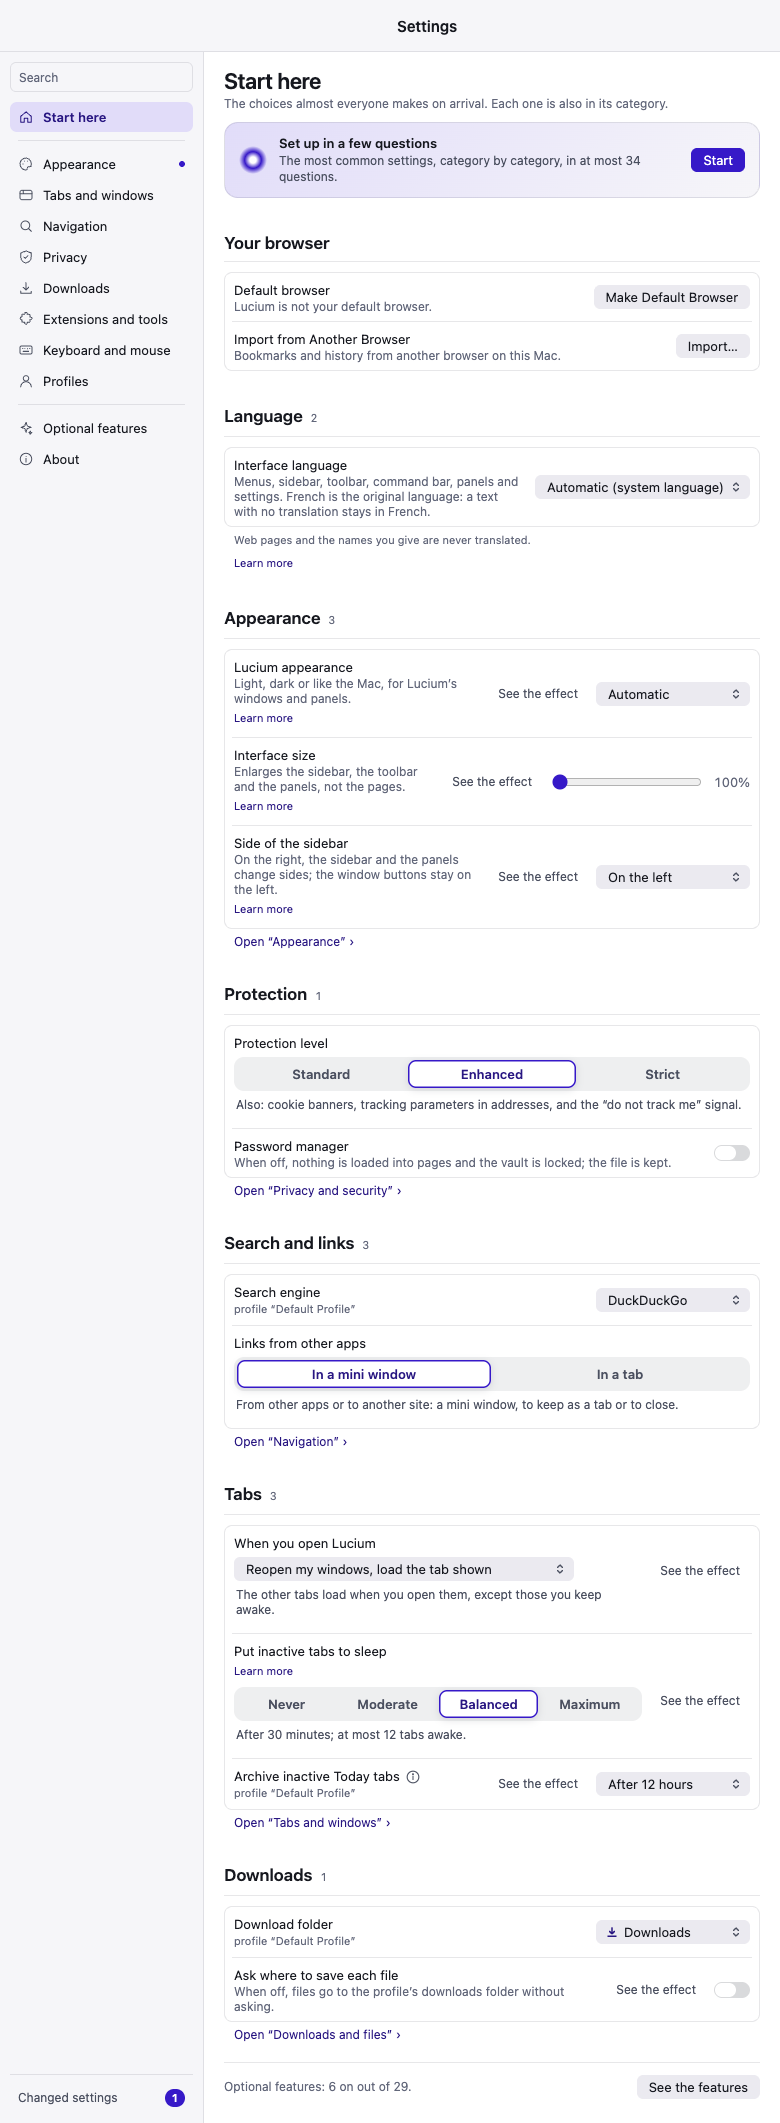 Settings
Search
Start here
Appearance
Tabs and windows
Navigation
Privacy
Downloads
Extensions and tools
Keyboard and mouse
Profiles
Optional features
About
Changed settings 1
Start here
The choices almost everyone makes on arrival. Each one is also in its category.
Set up in a few questions
The most common settings, category by category, in at most 34
questions.
Start
Your browser
Default browser
Lucium is not your default browser.
Make Default Browser
Import from Another Browser
Bookmarks and history from another browser on this Mac.
Import…
Language 2
Interface language
Menus, sidebar, toolbar, command bar, panels and
settings. French is the original language: a text
with no translation stays in French.
Automatic (system language)
Web pages and the names you give are never translated.
Learn more
Appearance 3
Lucium appearance
Light, dark or like the Mac, for Lucium’s
windows and panels.
Learn more
See the effect
Automatic
Interface size
Enlarges the sidebar, the toolbar
and the panels, not the pages.
Learn more
See the effect
100%
Side of the sidebar
On the right, the sidebar and the panels
change sides; the window buttons stay on
the left.
Learn more
See the effect
On the left
Open “Appearance” ›
Protection 1
Protection level
Standard Enhanced Strict
Also: cookie banners, tracking parameters in addresses, and the “do not track me” signal.
Password manager
When off, nothing is loaded into pages and the vault is locked; the file is kept.
Open “Privacy and security” ›
Search and links 3
Search engine
profile “Default Profile”
DuckDuckGo
Links from other apps
In a mini window In a tab
From other apps or to another site: a mini window, to keep as a tab or to close.
Open “Navigation” ›
Tabs 3
When you open Lucium
Reopen my windows, load the tab shown
See the effect
The other tabs load when you open them, except those you keep
awake.
Put inactive tabs to sleep
Learn more
Never Moderate Balanced Maximum
See the effect
After 30 minutes; at most 12 tabs awake.
Archive inactive Today tabs
profile “Default Profile”
See the effect
After 12 hours
Open “Tabs and windows” ›
Downloads 1
Download folder
profile “Default Profile”
Downloads
Ask where to save each file
When off, files go to the profile’s downloads folder without
asking.
See the effect
Open “Downloads and files” ›
Optional features: 6 on out of 29.
See the features